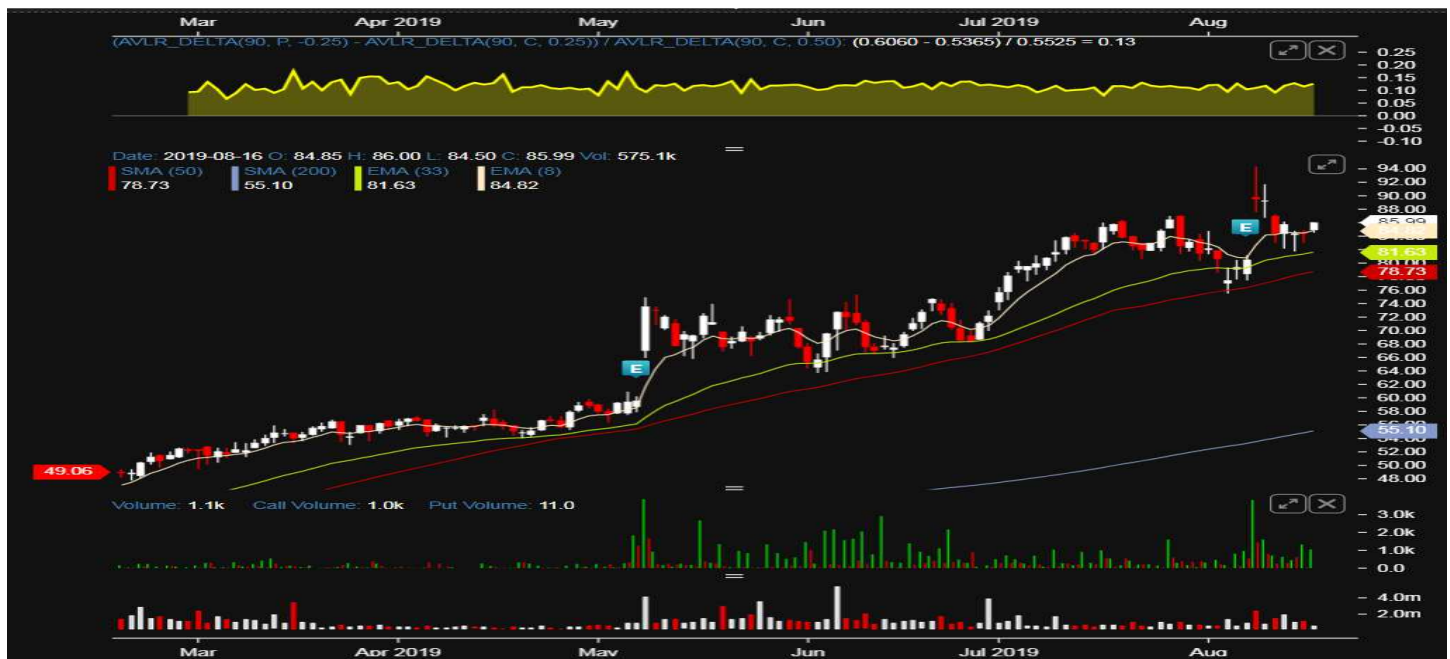 Mar Apr 2019 May Jun Jul 2019 Aug
(AVLR_DELTA(90, P, -0.25) - AVLR_DELTA(90, C, 0.25)) / AVLR_DELTA(90, C, 0.50): (0.6060 - 0.5365) / 0.5525 = 0.13
0.25
0.20
0.15
0.10
0.05
0.00
-0.05
-0.10
Date: 2019-08-16 O: 84.85 H: 86.00 L: 84.50 C: 85.99 Vol: 575.1k
SMA (50) SMA (200) EMA (33) EMA (8)
78.73 55.10 81.63 84.82
94.00
92.00
90.00
88.00
85.99
84.82
E
81.63
80.00
78.73
76.00
74.00
72.00
70.00
68.00
66.00
E
64.00
62.00
60.00
58.00
55.10
54.00
52.00
49.06
50.00
48.00
Volume: 1.1k Call Volume: 1.0k Put Volume: 11.0
3.0k
2.0k
1.0k
0.0
4.0m
2.0m
Mar Apr 2019 May Jun Jul 2019 Aug